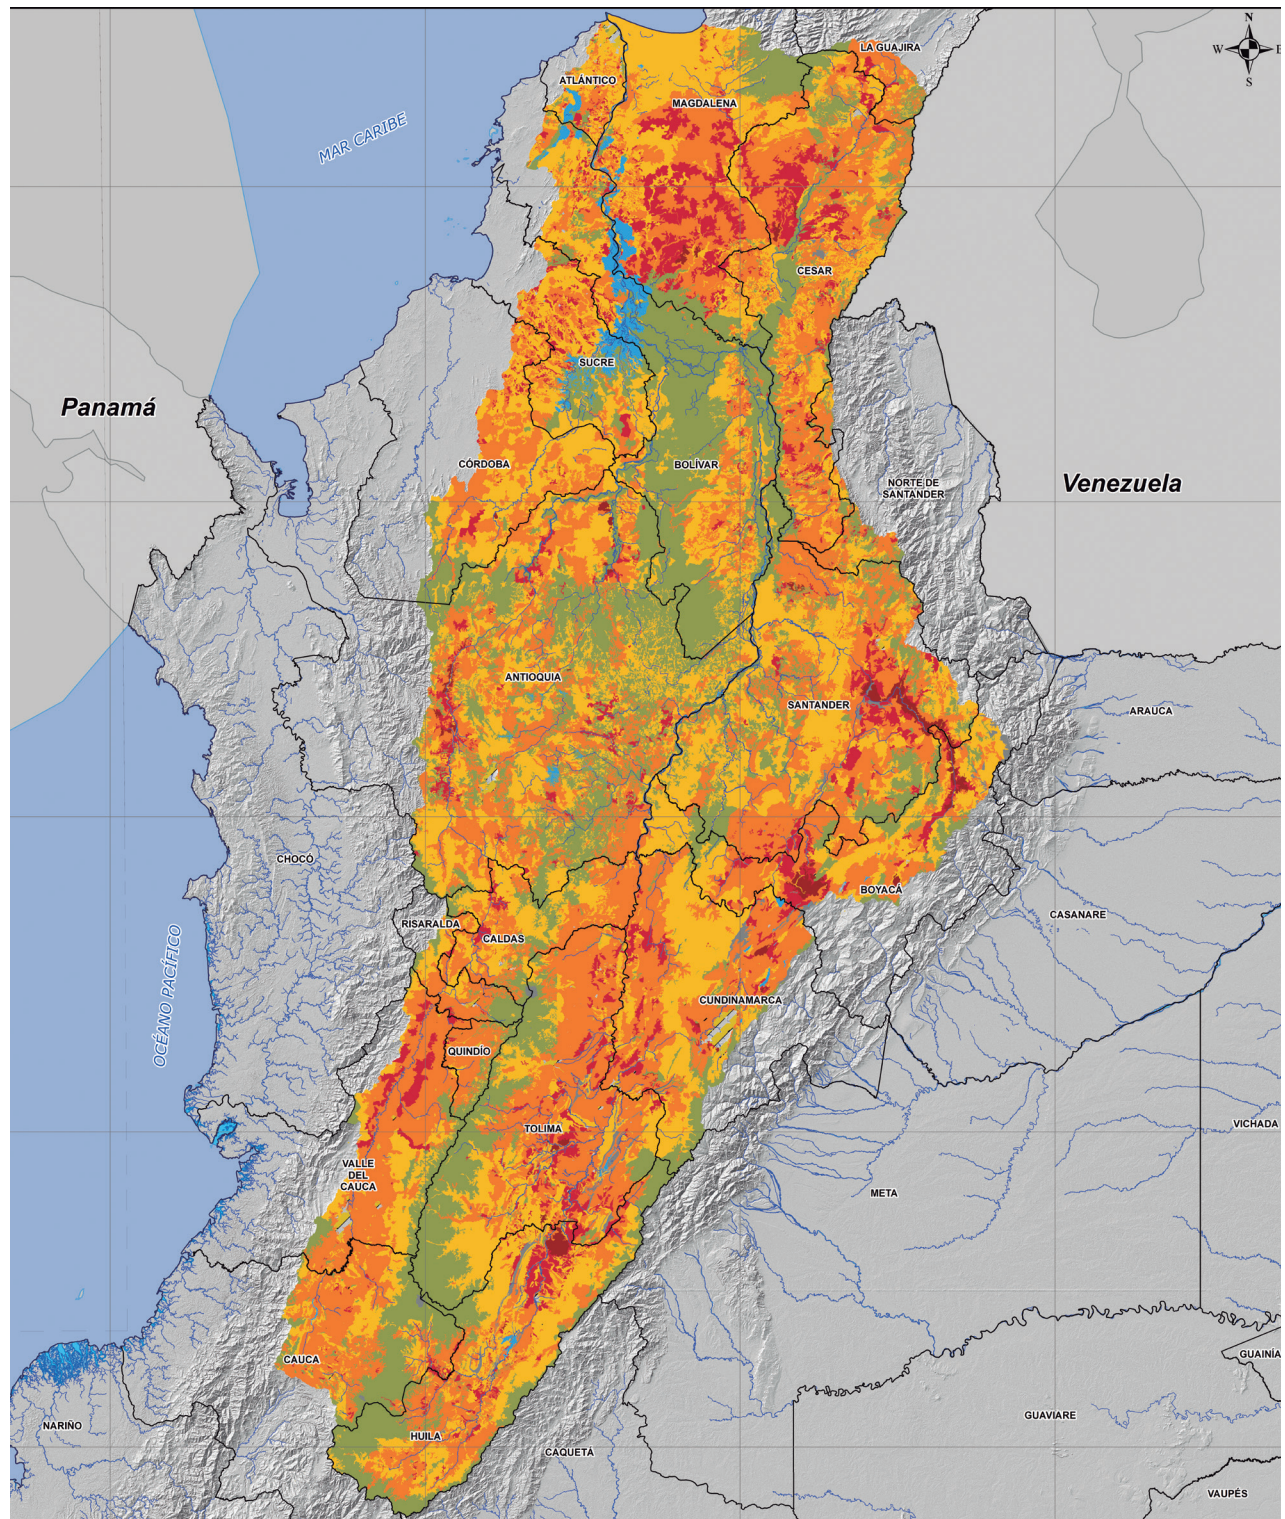 N
W E
S
LA GUAJIRA
ATLÁNTICO
MAGDALENA
MAR CARIBE
CESAR
SUCRE
Panamá
CÓRDOBA
BOLÍVAR
Venezuela
NORTE DE
SANTANDER
ANTIOQUIA
SANTANDER
ARAUCA
CHOCÓ
BOYACÁ
CASANARE
RISARALDA
CALDAS
OCÉANO PACÍFICO
CUNDINAMARCA
QUINDÍO
TOLIMA
VICHADA
VALLE
DEL
CAUCA
META
CAUCA
GUAINÍA
NARIÑO
HUILA
GUAVIARE
CAQUETÁ
VAUPÉS